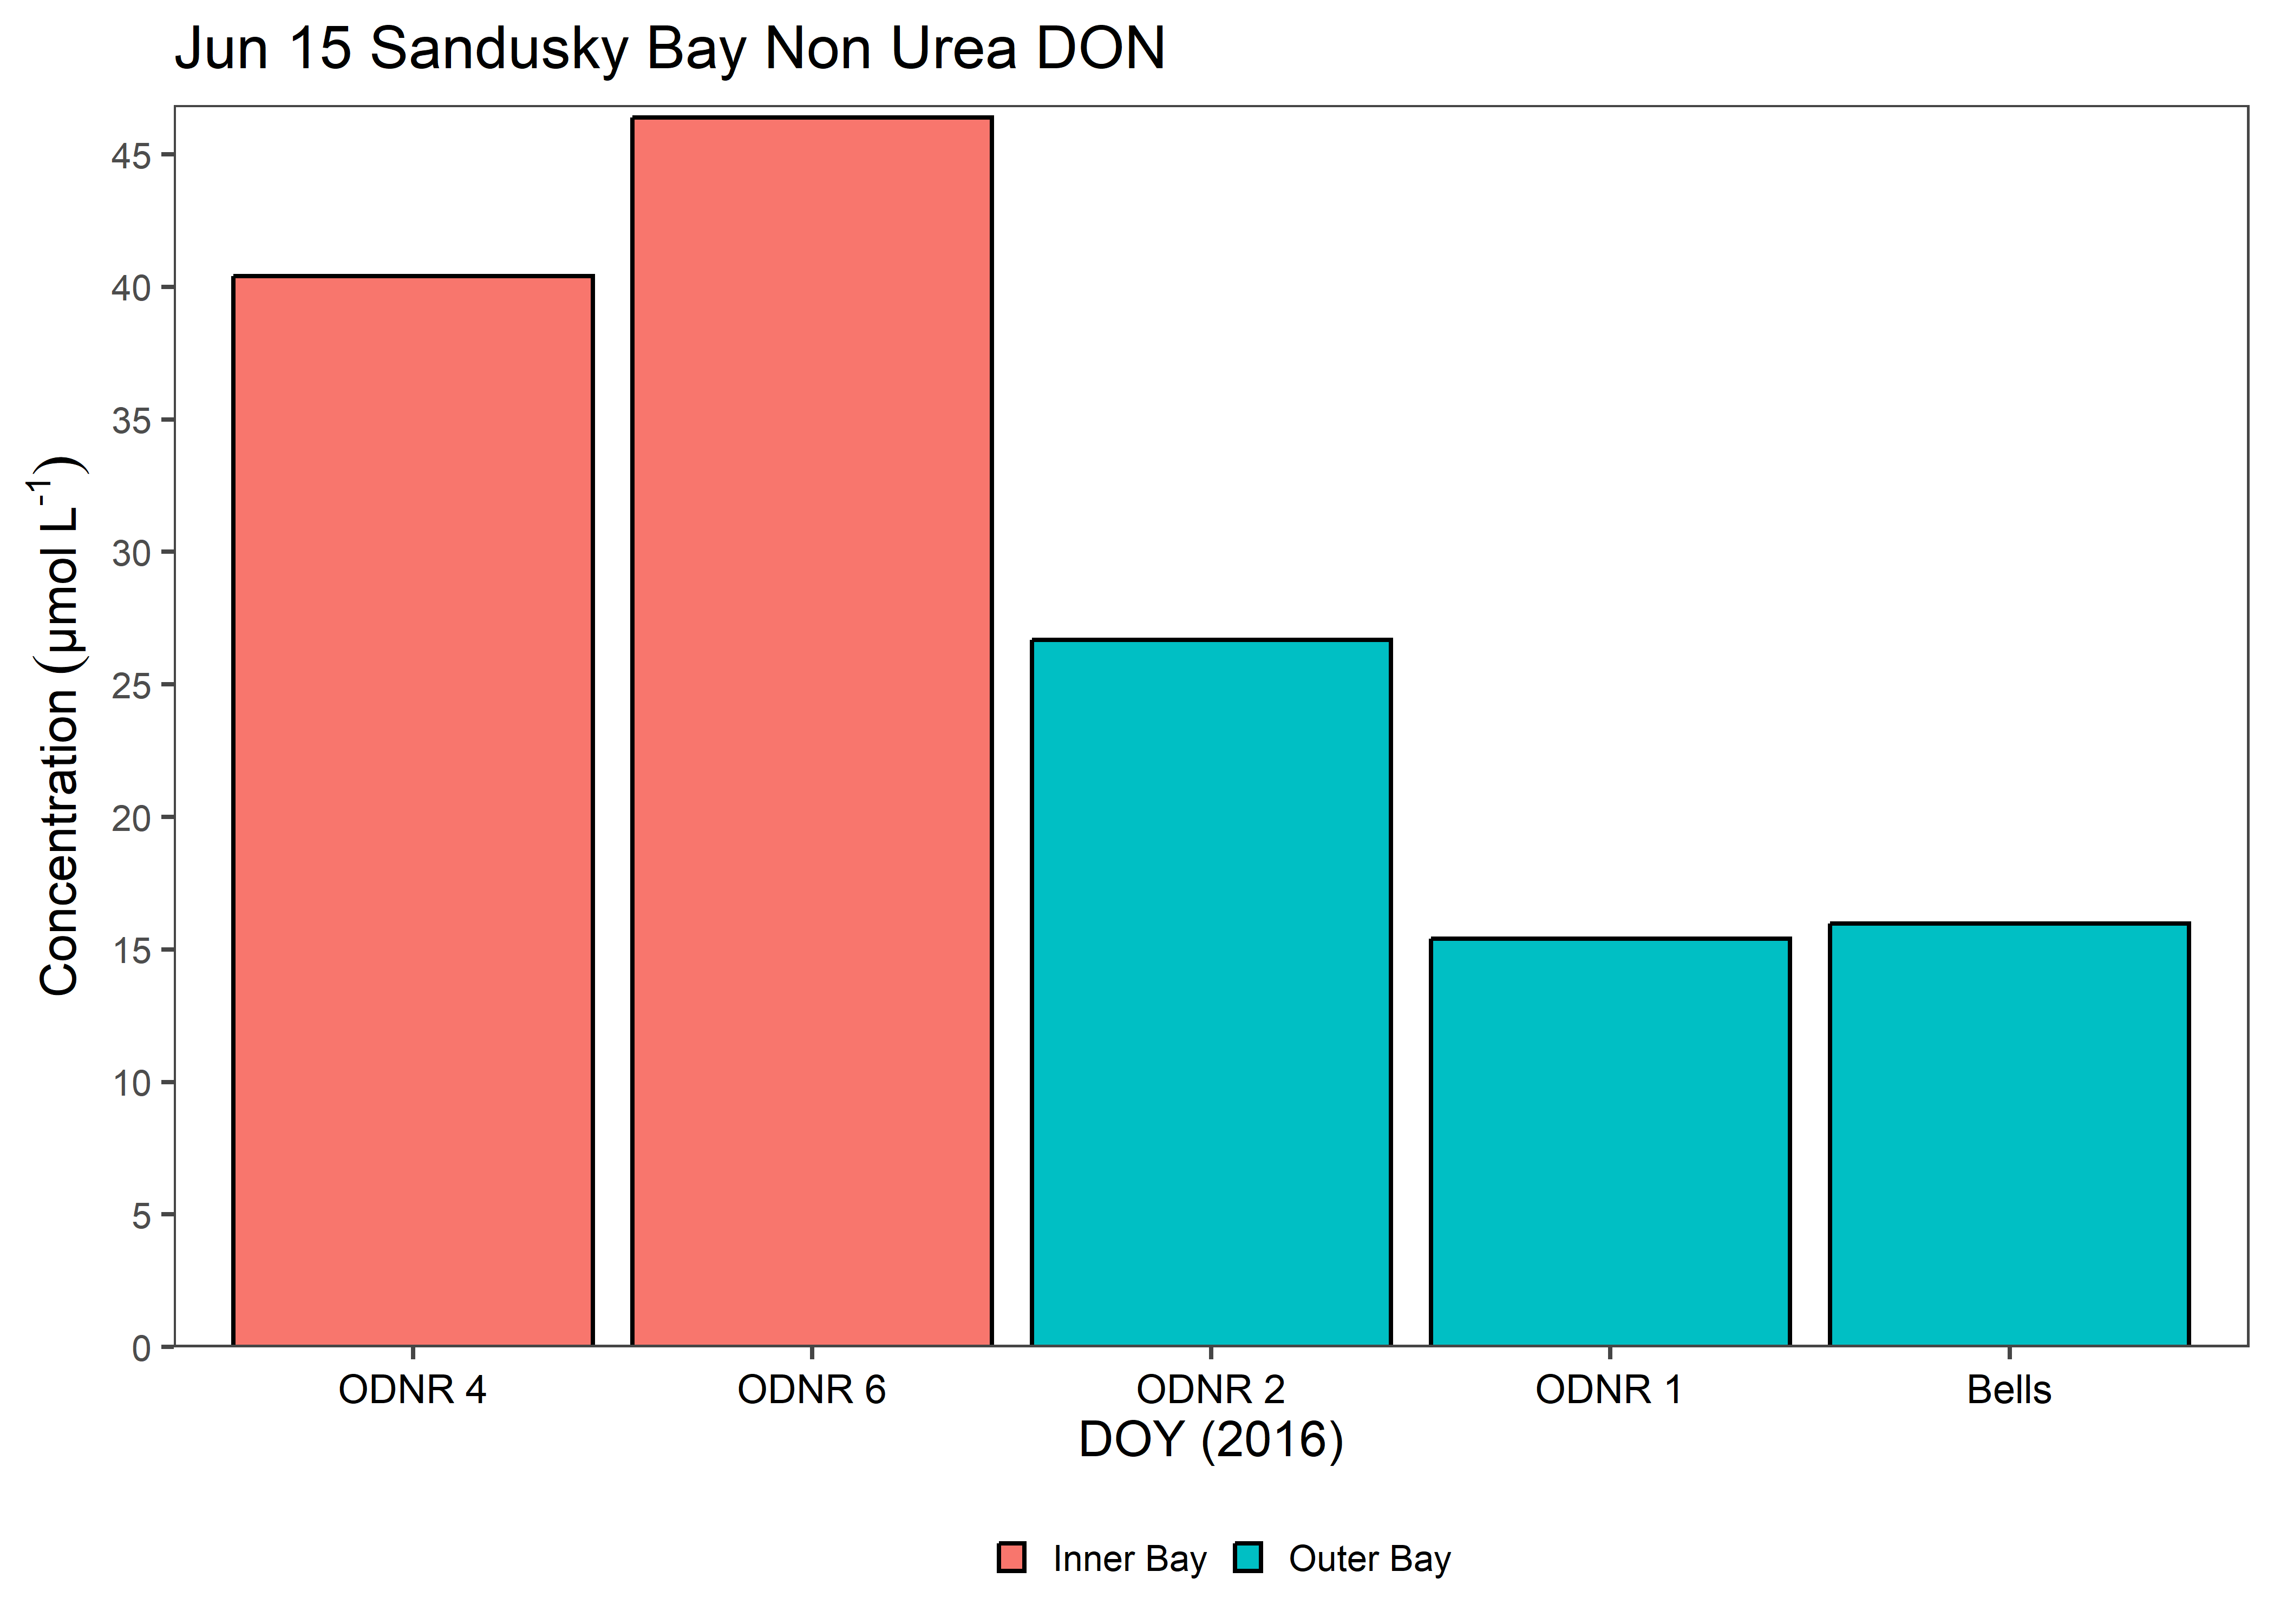 Jun 15 Sandusky Bay Non Urea DON
Concentration (µmol L⁻¹)
45
40
35
30
25
20
15
10
5
0
ODNR 4 ODNR 6 ODNR 2 ODNR 1 Bells
DOY (2016)
Inner Bay Outer Bay